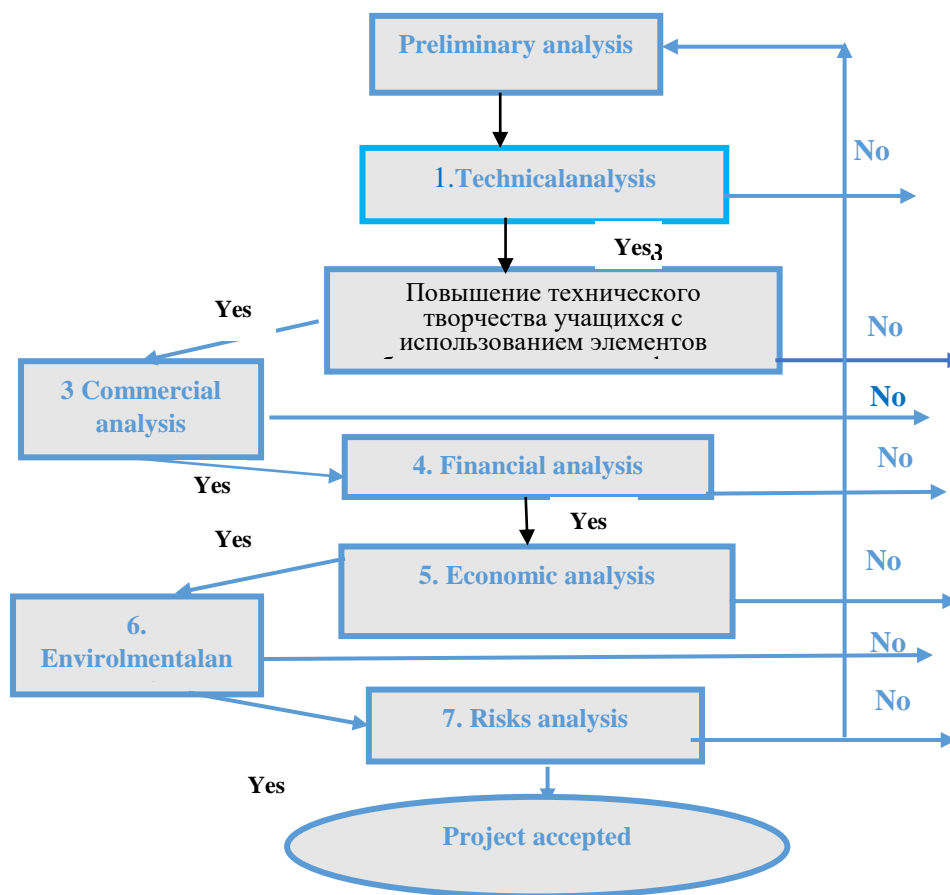 Preliminary analysis
No
1.Technicalanalysis
Yes
Повышение технического
творчества учащихся с
использованием элементов
Yes
No
3 Commercial
analysis
No
4. Financial analysis
No
Yes
Yes
Yes
5. Economic analysis
No
6.
Envirolmentalan
No
7. Risks analysis
No
Yes
Project accepted